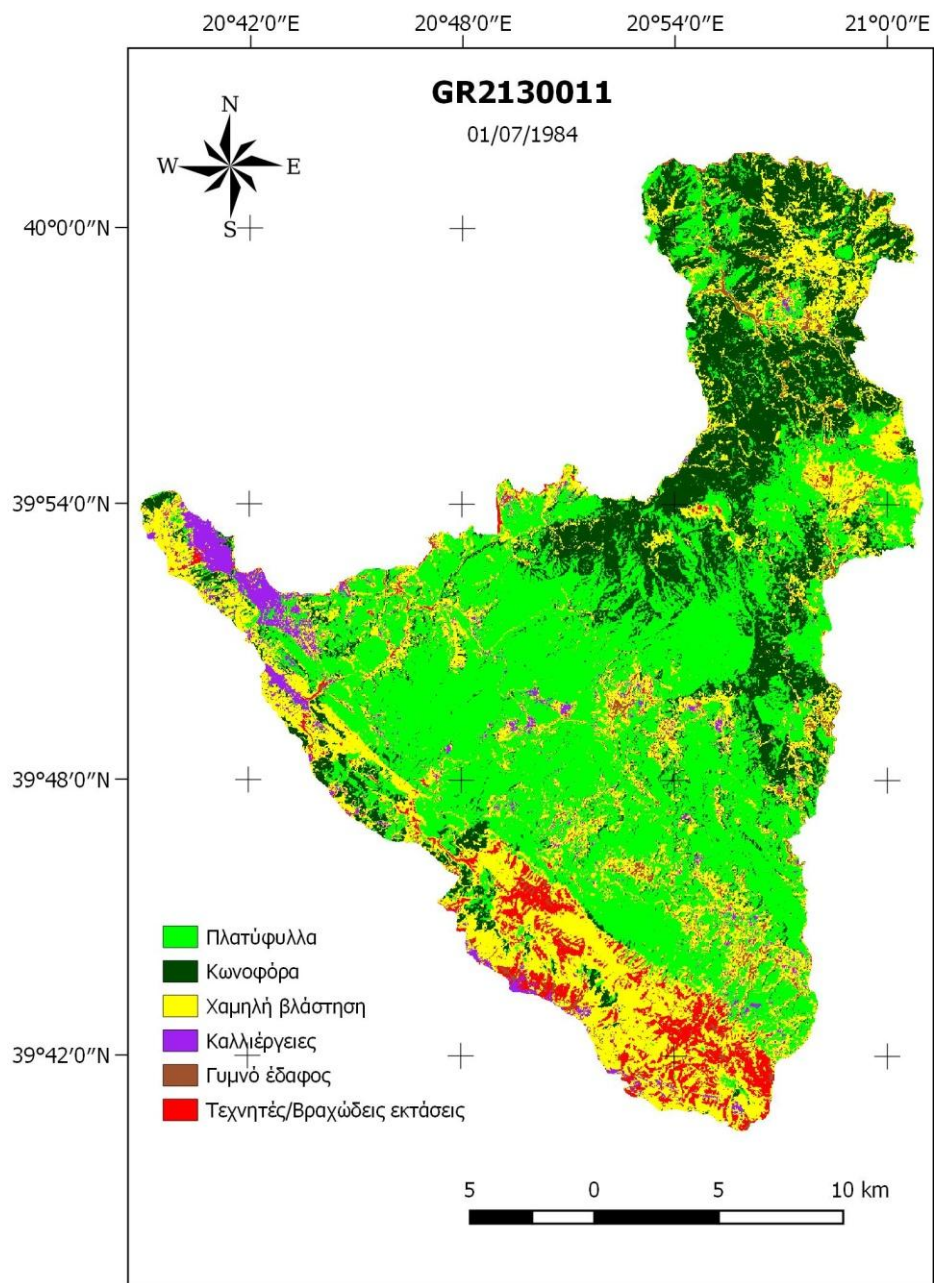 20°42′0″E 20°48′0″E 20°54′0″E 21°0′0″E
GR2130011
01/07/1984
N
W E
S
40°0′0″N
39°54′0″N
39°48′0″N
39°42′0″N
Πλατύφυλλα
Κωνοφόρα
Χαμηλή βλάστηση
Καλλιέργειες
Γυμνό έδαφος
Τεχνητές/Βραχώδεις εκτάσεις
5 0 5 10 km